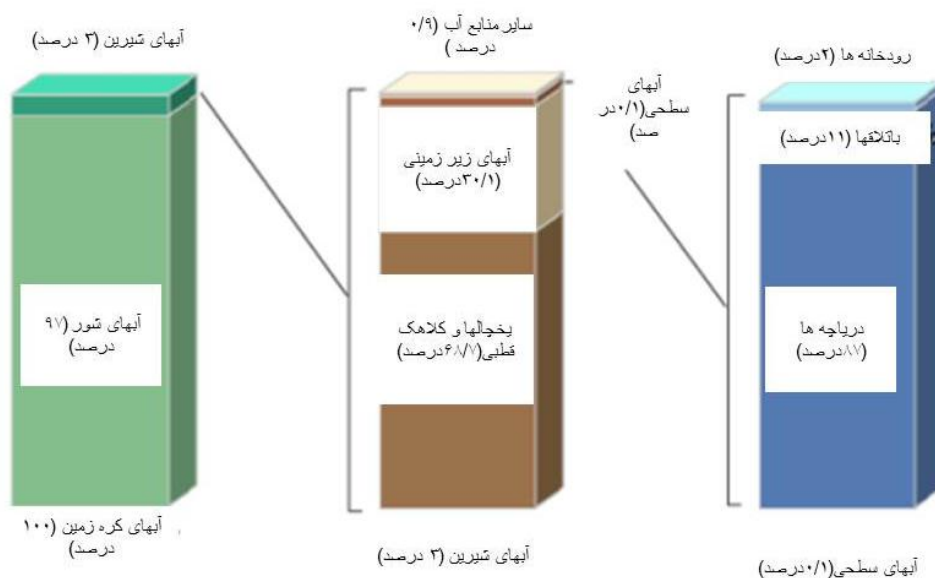 آبهای شیرین (۳ درصد)
آبهای شور (۹۷
درصد)
آبهای کره زمین (۱۰۰
درصد)
سایر منابع آب (۰/۹
درصد )
آبهای زیر زمینی
(۳۰/۱درصد)
یخچالها و کلاهک
قطبی(۶۸/۷درصد)
آبهای شیرین (۳ درصد)
آبهای
سطحی(۰/۱در
صد)
رودخانه ها (۲درصد)
باتلاقها (۱۱درصد)
دریاچه ها
(۸۷درصد)
آبهای سطحی(۰/۱درصد)